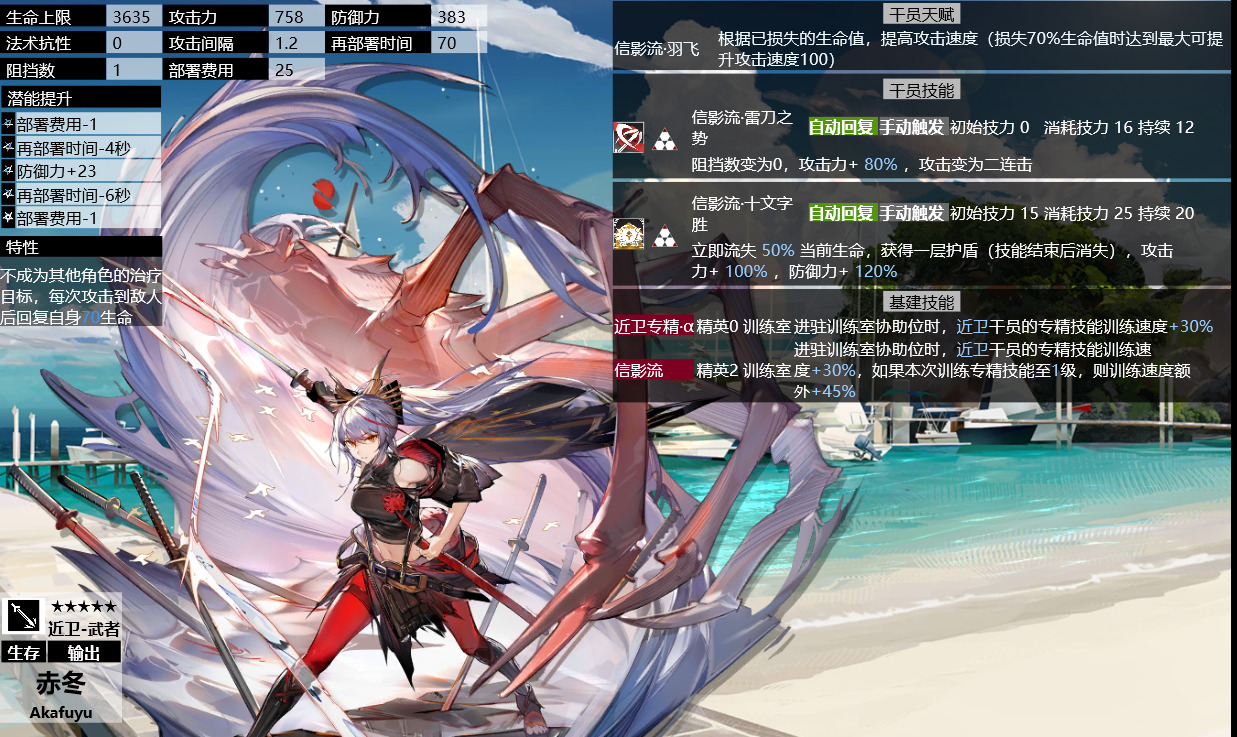 生命上限 3635 攻击力 758 防御力 383
法术抗性 0 攻击间隔 1.2 再部署时间 70
阻挡数 1 部署费用 25
潜能提升
部署费用-1
再部署时间-4秒
防御力+23
再部署时间-6秒
部署费用-1
特性
不成为其他角色的治疗
目标，每次攻击到敌人
后回复自身70生命
★★★★★
近卫-武者
生存 输出
赤冬
Akafuyu
干员天赋
信影流·羽飞
根据已损失的生命值，提高攻击速度（损失70%生命值时达到最大可提
升攻击速度100）
干员技能
信影流·雷刀之
势
自动回复 手动触发 初始技力 0 消耗技力 16 持续 12
阻挡数变为0，攻击力+ 80% ，攻击变为二连击
信影流·十文字
胜
自动回复 手动触发 初始技力 15 消耗技力 25 持续 20
立即流失 50% 当前生命，获得一层护盾（技能结束后消失），攻击
力+ 100% ，防御力+ 120%
基建技能
近卫专精·α 精英0 训练室 进驻训练室协助位时，近卫干员的专精技能训练速度+30%
进驻训练室协助位时，近卫干员的专精技能训练速
信影流 精英2 训练室 度+30%，如果本次训练专精技能至1级，则训练速度额
外+45%